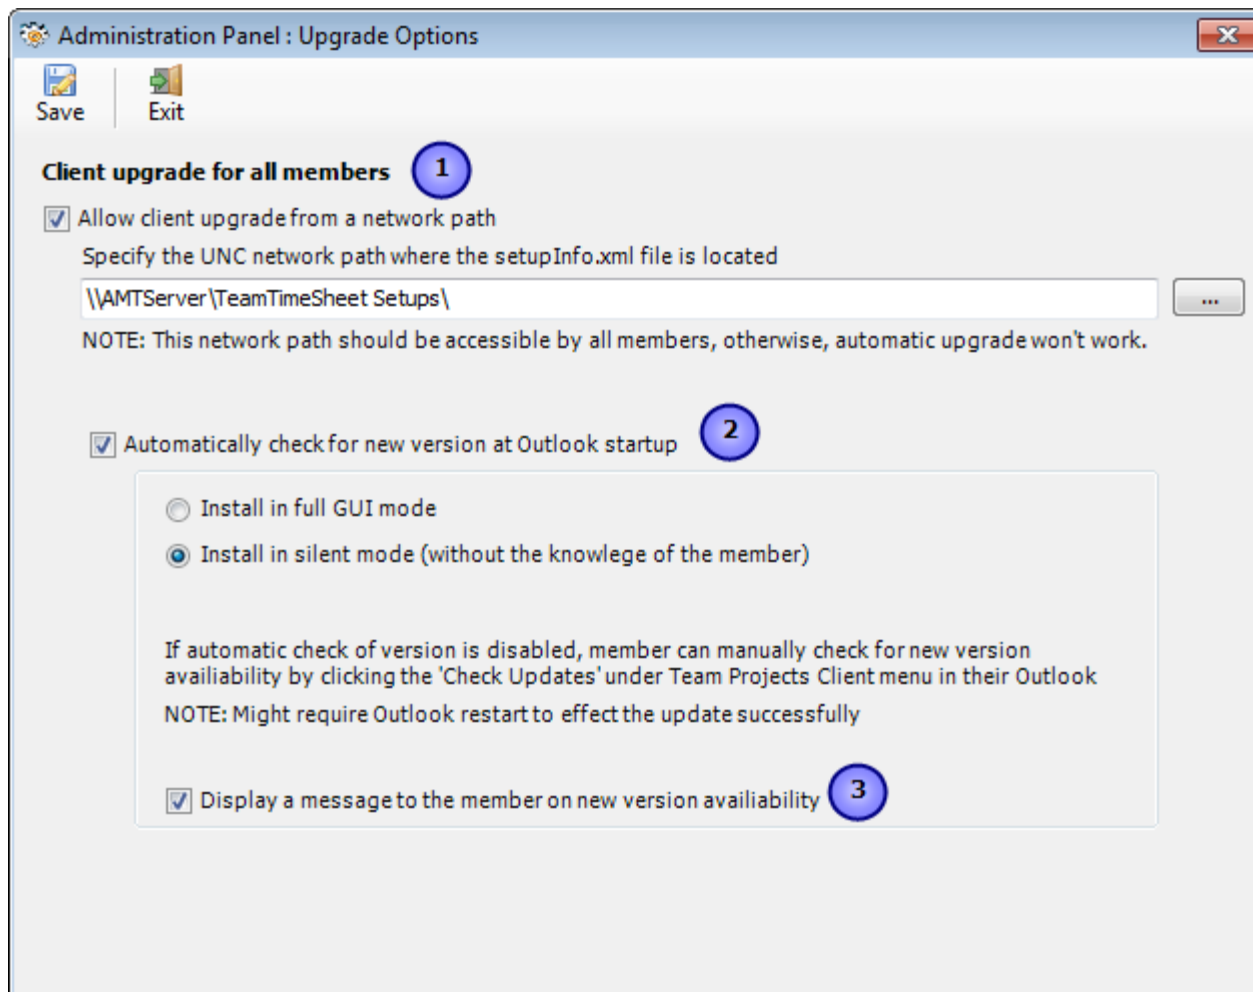 Administration Panel : Upgrade Options
Save
Exit
Client upgrade for all members
1
Allow client upgrade from a network path
Specify the UNC network path where the setupInfo.xml file is located
\\AMTServer\TeamTimeSheet Setups\
...
NOTE: This network path should be accessible by all members, otherwise, automatic upgrade won't work.
Automatically check for new version at Outlook startup
2
Install in full GUI mode
Install in silent mode (without the knowlege of the member)
If automatic check of version is disabled, member can manually check for new version
availiability by clicking the 'Check Updates' under Team Projects Client menu in their Outlook
NOTE: Might require Outlook restart to effect the update successfully
Display a message to the member on new version availiability
3